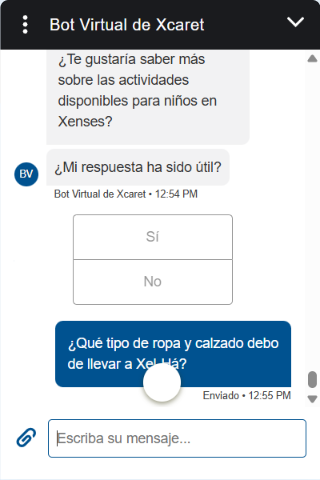 Bot Virtual de Xcaret
¿Te gustaría saber más
sobre las actividades
disponibles para niños en
Xenses?
¿Mi respuesta ha sido útil?
BV
Bot Virtual de Xcaret • 12:54 PM
Sí
No
¿Qué tipo de ropa y calzado debo
de llevar a Xel-Há?
Enviado • 12:55 PM
Escriba su mensaje...